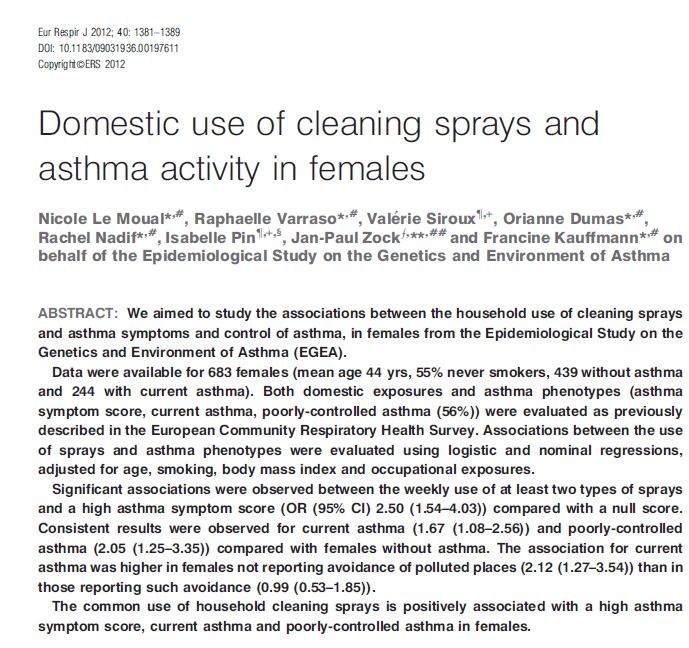 Eur Respir J 2012; 40: 1381–1389
DOI: 10.1183/09031936.00197611
Copyright©ERS 2012
Domestic use of cleaning sprays and
asthma activity in females
Nicole Le Moual*,#, Raphaelle Varraso*,#, Valérie Siroux¶,+, Orianne Dumas*,#,
Rachel Nadif*,#, Isabelle Pin¶,+,§, Jan-Paul Zock ƒ,**,## and Francine Kauffmann*,# on
behalf of the Epidemiological Study on the Genetics and Environment of Asthma
ABSTRACT: We aimed to study the associations between the household use of cleaning sprays
and asthma symptoms and control of asthma, in females from the Epidemiological Study on the
Genetics and Environment of Asthma (EGEA).
Data were available for 683 females (mean age 44 yrs, 55% never smokers, 439 without asthma
and 244 with current asthma). Both domestic exposures and asthma phenotypes (asthma
symptom score, current asthma, poorly-controlled asthma (56%)) were evaluated as previously
described in the European Community Respiratory Health Survey. Associations between the use
of sprays and asthma phenotypes were evaluated using logistic and nominal regressions,
adjusted for age, smoking, body mass index and occupational exposures.
Significant associations were observed between the weekly use of at least two types of sprays
and a high asthma symptom score (OR (95% CI) 2.50 (1.54–4.03)) compared with a null score.
Consistent results were observed for current asthma (1.67 (1.08–2.56)) and poorly-controlled
asthma (2.05 (1.25–3.35)) compared with females without asthma. The association for current
asthma was higher in females not reporting avoidance of polluted places (2.12 (1.27–3.54)) than in
those reporting such avoidance (0.99 (0.53–1.85)).
The common use of household cleaning sprays is positively associated with a high asthma
symptom score, current asthma and poorly-controlled asthma in females.